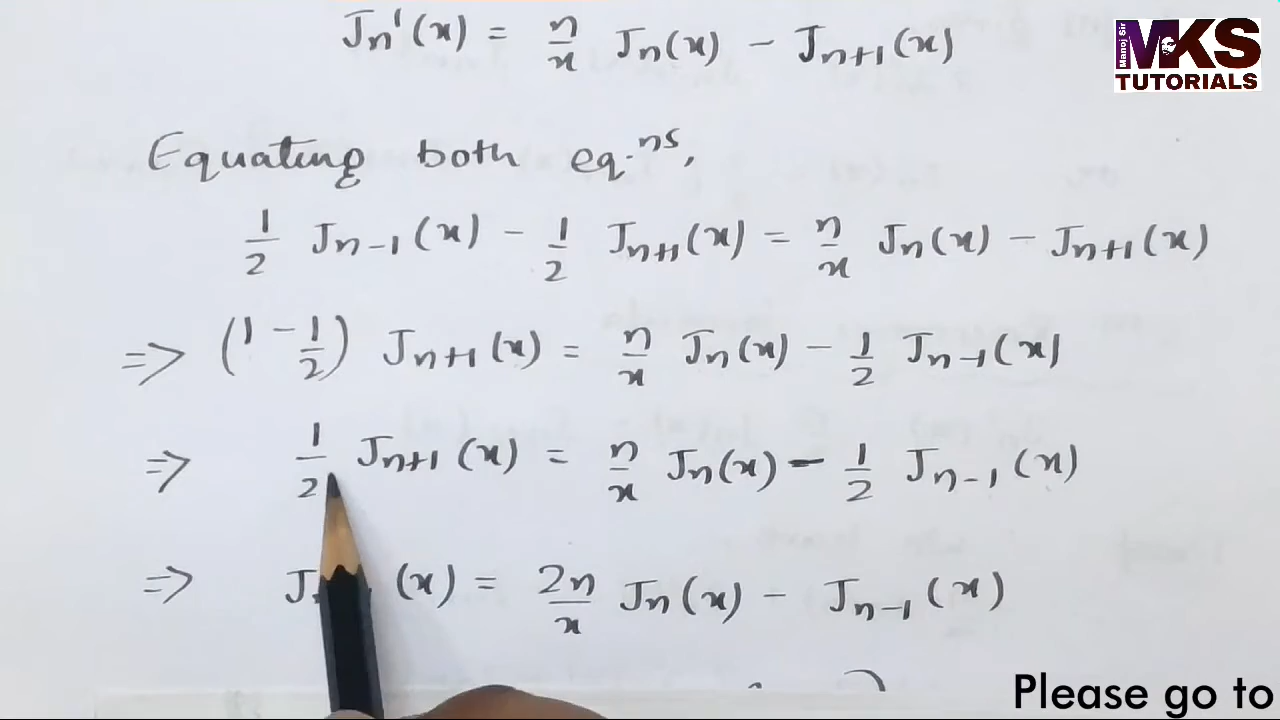 Jn'(x) = n/x Jn(x) - Jn+1(x)
Manoj Sir
MKS
TUTORIALS
Equating both eq.ns,
1/2 Jn-1(x) - 1/2 Jn+1(x) = n/x Jn(x) - Jn+1(x)
=> (1 - 1/2) Jn+1(x) = n/x Jn(x) - 1/2 Jn-1(x)
=> 1/2 Jn+1(x) = n/x Jn(x) - 1/2 Jn-1(x)
=> J (x) = 2n/x Jn(x) - Jn-1(x)
Please go to